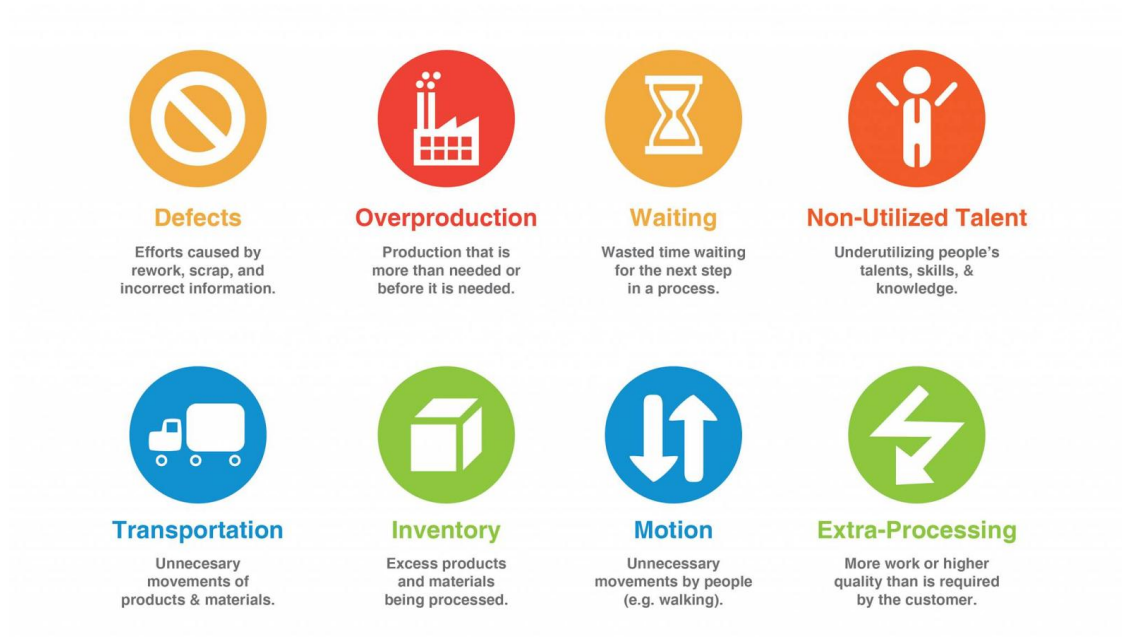 Defects
Efforts caused by
rework, scrap, and
incorrect information.
Overproduction
Production that is
more than needed or
before it is needed.
Waiting
Wasted time waiting
for the next step
in a process.
Non-Utilized Talent
Underutilizing people's
talents, skills, &
knowledge.
Transportation
Unnecesary
movements of
products & materials.
Inventory
Excess products
and materials
being processed.
Motion
Unnecessary
movements by people
(e.g. walking).
Extra-Processing
More work or higher
quality than is required
by the customer.